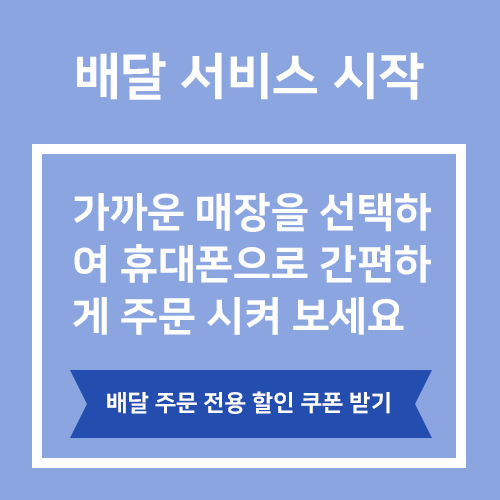 배달 서비스 시작
가까운 매장을 선택하
여 휴대폰으로 간편하
게 주문 시켜 보세요
배달 주문 전용 할인 쿠폰 받기